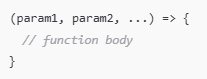 (param1, param2, ...) => {
// function body
}